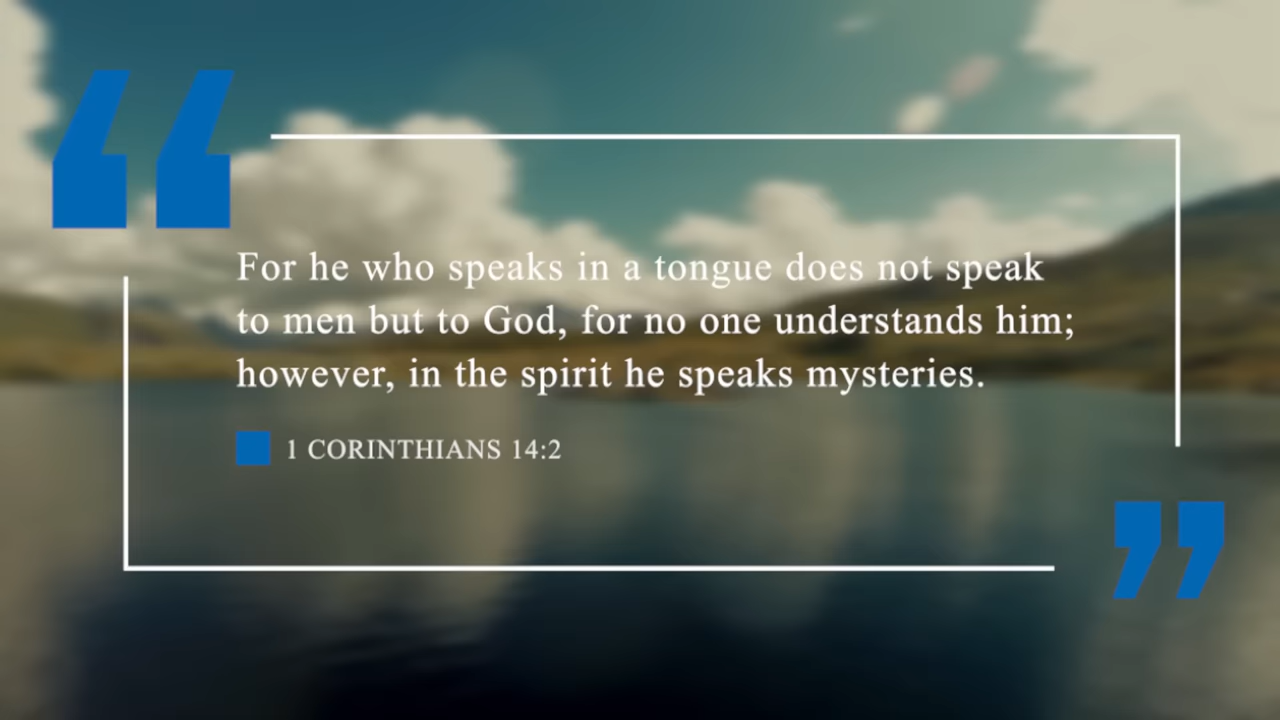 For he who speaks in a tongue does not speak
to men but to God, for no one understands him;
however, in the spirit he speaks mysteries.
1 CORINTHIANS 14:2